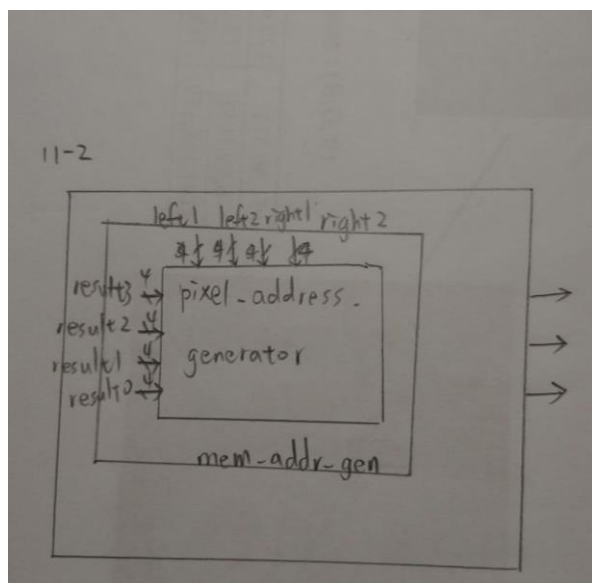 11-2
left1 left2 right1 right2
4 4 4 4
result3 4 pixel_address_
result2 4
generator
result1 4
result0 4
mem_addr_gen